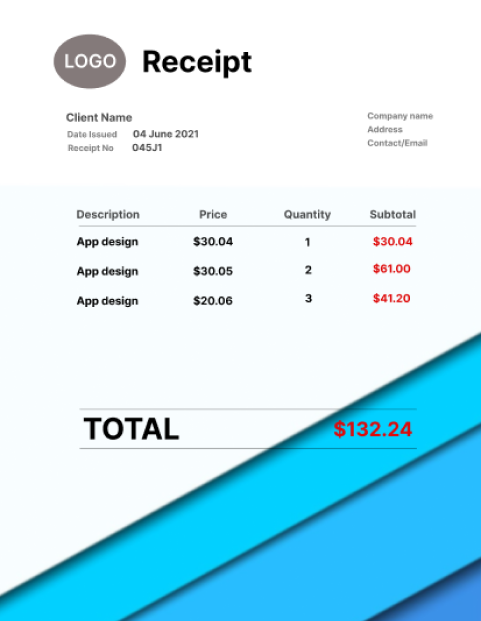 LOGO Receipt
Client Name
Date Issued 04 June 2021
Receipt No 045J1
Company name
Address
Contact/Email
Description Price Quantity Subtotal
App design $30.04 1 $30.04
App design $30.05 2 $61.00
App design $20.06 3 $41.20
TOTAL $132.24